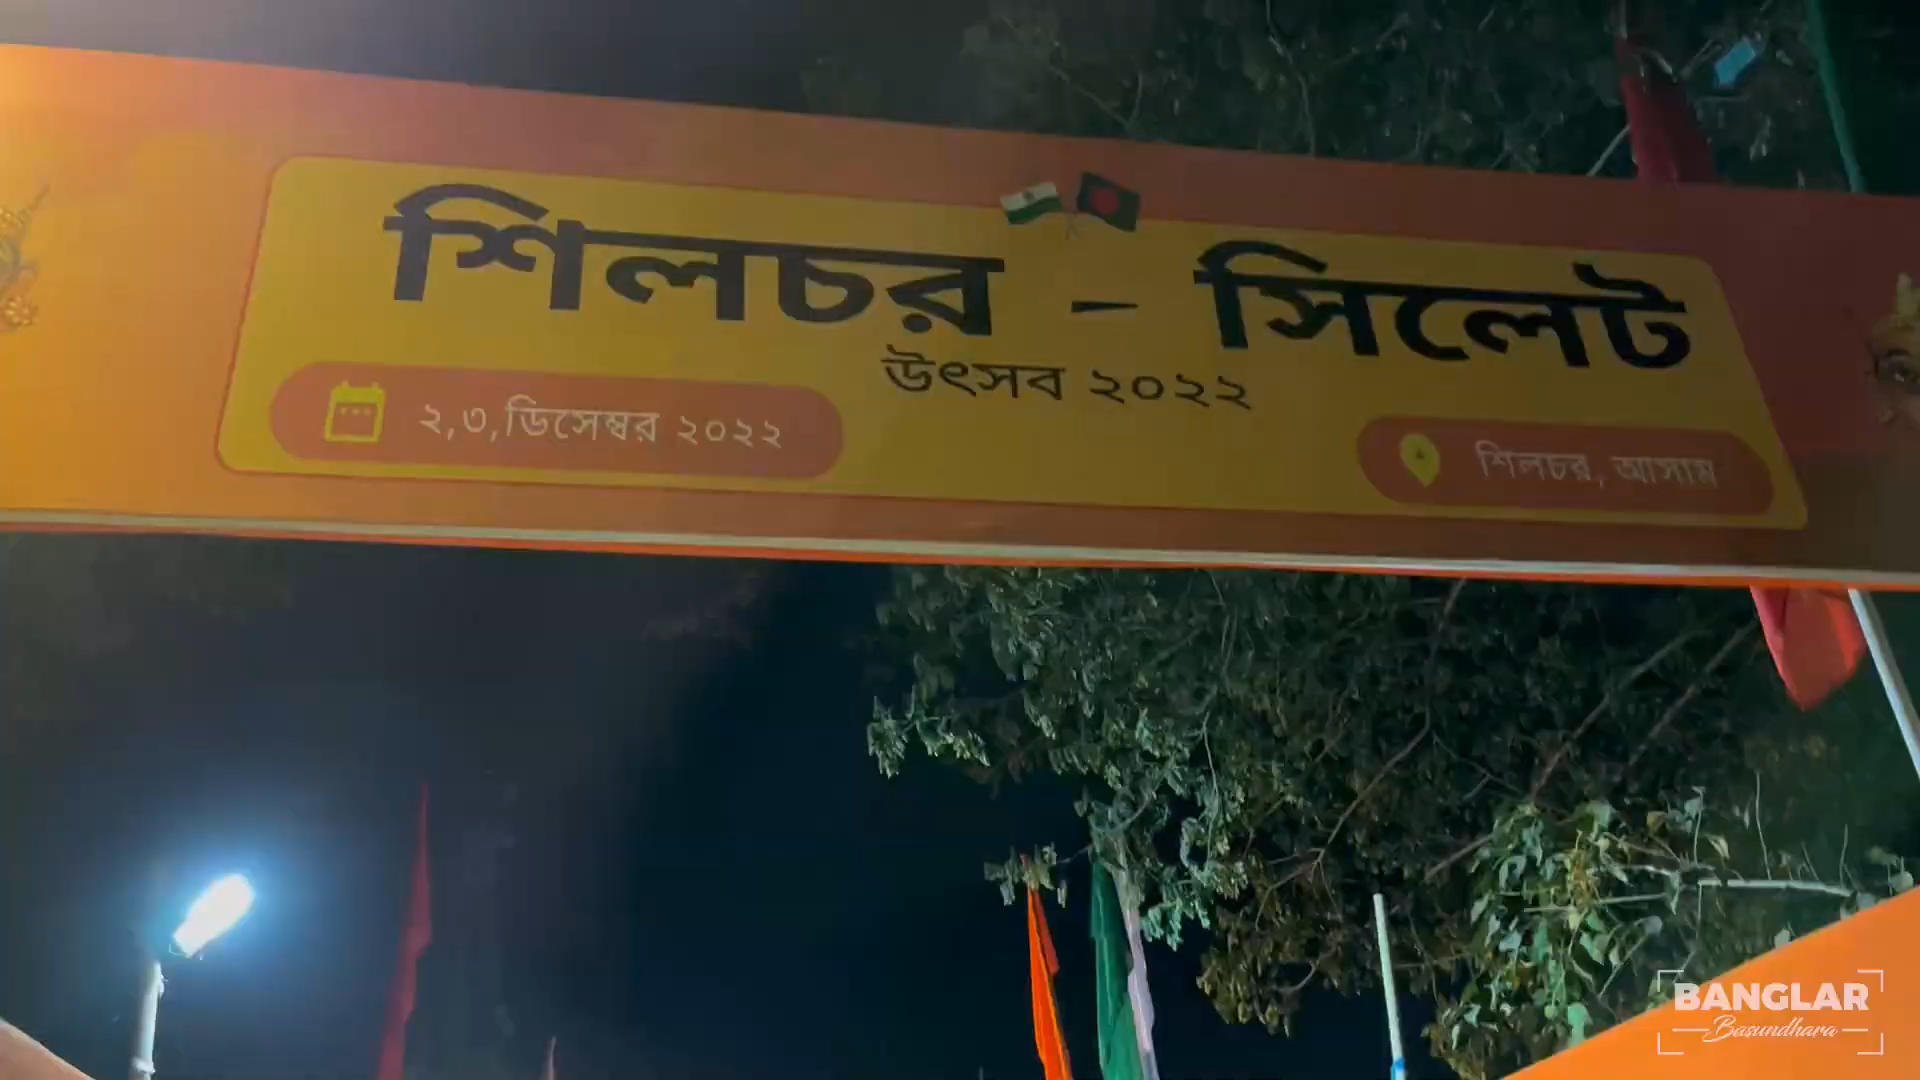 শিলচর - সিলেট
উৎসব ২০২২
২,৩,ডিসেম্বর ২০২২
শিলচর, আসাম
BANGLAR
Basundhara